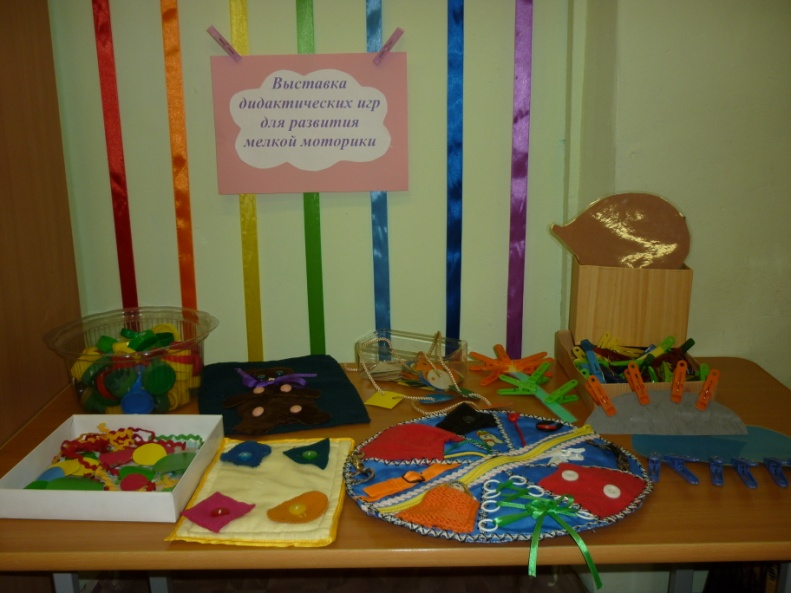 Выставка
дидактических игр
для развития
мелкой моторики